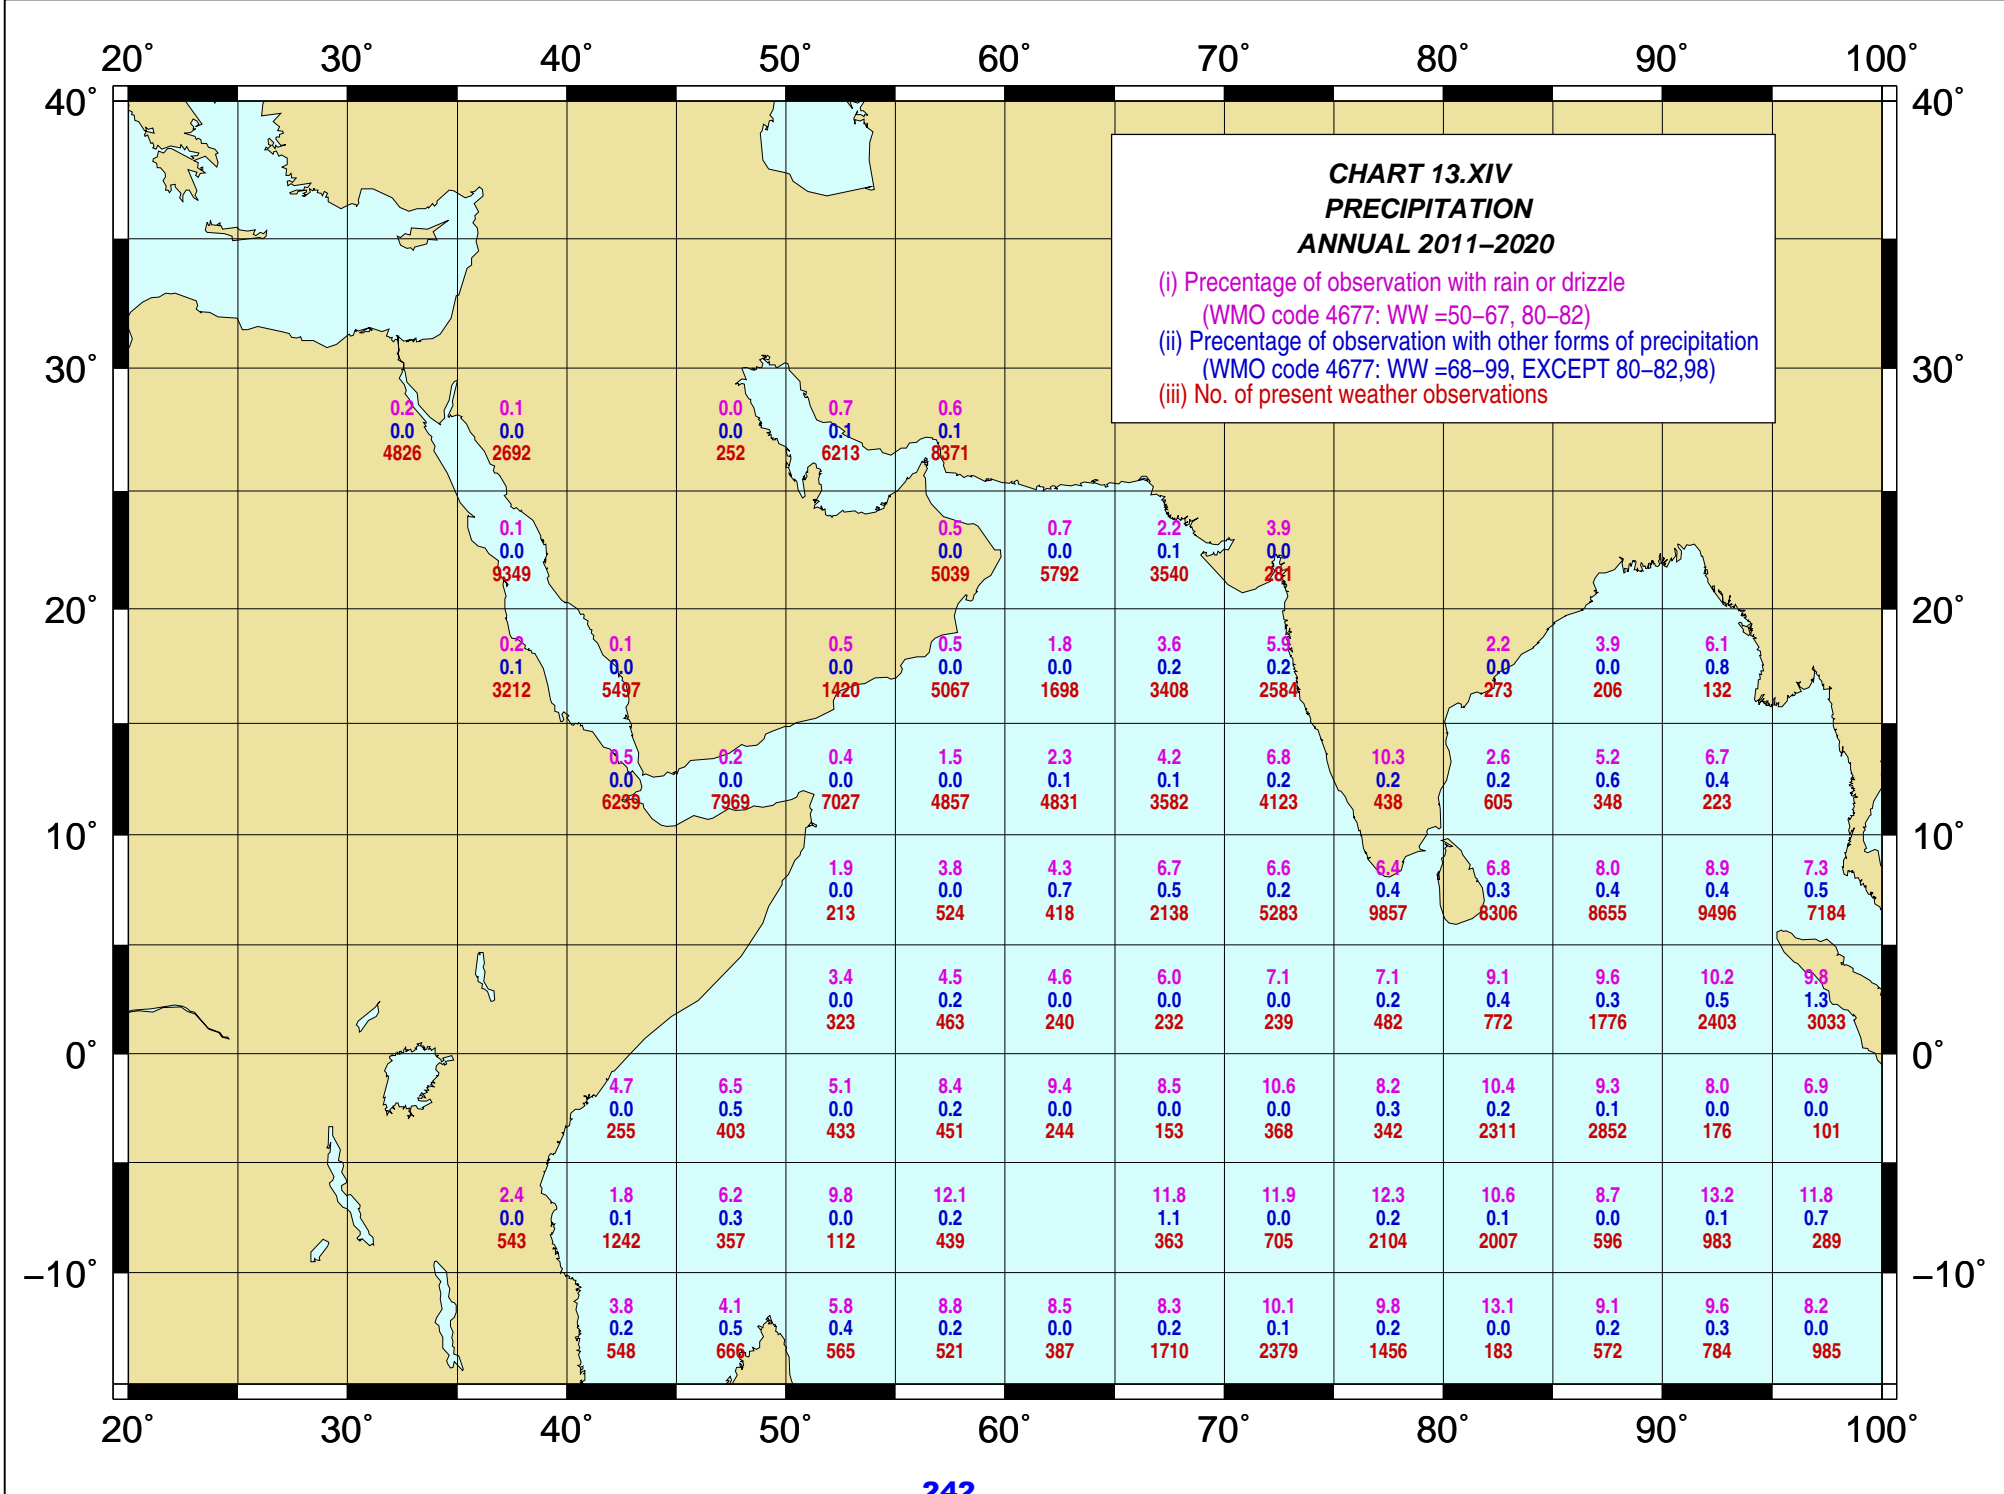 20° 30° 40° 50° 60° 70° 80° 90° 100°
40° 40°
CHART 13.XIV
PRECIPITATION
ANNUAL 2011–2020
(i) Precentage of observation with rain or drizzle
(WMO code 4677: WW =50–67, 80–82)
(ii) Precentage of observation with other forms of precipitation
(WMO code 4677: WW =68–99, EXCEPT 80–82,98)
(iii) No. of present weather observations
30° 30°
0.2 0.1 0.0 0.7 0.6
0.0 0.0 0.0 0.1 0.1
4826 2692 252 6213 8371
0.1 0.5 0.7 2.2 3.9
0.0 0.0 0.0 0.1 0.0
9349 5039 5792 3540 281
20° 20°
0.2 0.1 0.5 0.5 1.8 3.6 5.9 2.2 3.9 6.1
0.1 0.0 0.0 0.0 0.0 0.2 0.2 0.0 0.0 0.8
3212 5497 1420 5067 1698 3408 2584 273 206 132
0.5 0.2 0.4 1.5 2.3 4.2 6.8 10.3 2.6 5.2 6.7
0.0 0.0 0.0 0.0 0.1 0.1 0.2 0.2 0.2 0.6 0.4
6239 7969 7027 4857 4831 3582 4123 438 605 348 223
10° 10°
1.9 3.8 4.3 6.7 6.6 6.4 6.8 8.0 8.9 7.3
0.0 0.0 0.7 0.5 0.2 0.4 0.3 0.4 0.4 0.5
213 524 418 2138 5283 9857 8306 8655 9496 7184
3.4 4.5 4.6 6.0 7.1 7.1 9.1 9.6 10.2 9.8
0.0 0.2 0.0 0.0 0.0 0.2 0.4 0.3 0.5 1.3
323 463 240 232 239 482 772 1776 2403 3033
0° 0°
4.7 6.5 5.1 8.4 9.4 8.5 10.6 8.2 10.4 9.3 8.0 6.9
0.0 0.5 0.0 0.2 0.0 0.0 0.0 0.3 0.2 0.1 0.0 0.0
255 403 433 451 244 153 368 342 2311 2852 176 101
2.4 1.8 6.2 9.8 12.1 11.8 11.9 12.3 10.6 8.7 13.2 11.8
0.0 0.1 0.3 0.0 0.2 1.1 0.0 0.2 0.1 0.0 0.1 0.7
543 1242 357 112 439 363 705 2104 2007 596 983 289
–10° –10°
3.8 4.1 5.8 8.8 8.5 8.3 10.1 9.8 13.1 9.1 9.6 8.2
0.2 0.5 0.4 0.2 0.0 0.2 0.1 0.2 0.0 0.2 0.3 0.0
548 666 565 521 387 1710 2379 1456 183 572 784 985
20° 30° 40° 50° 60° 70° 80° 90° 100°
242